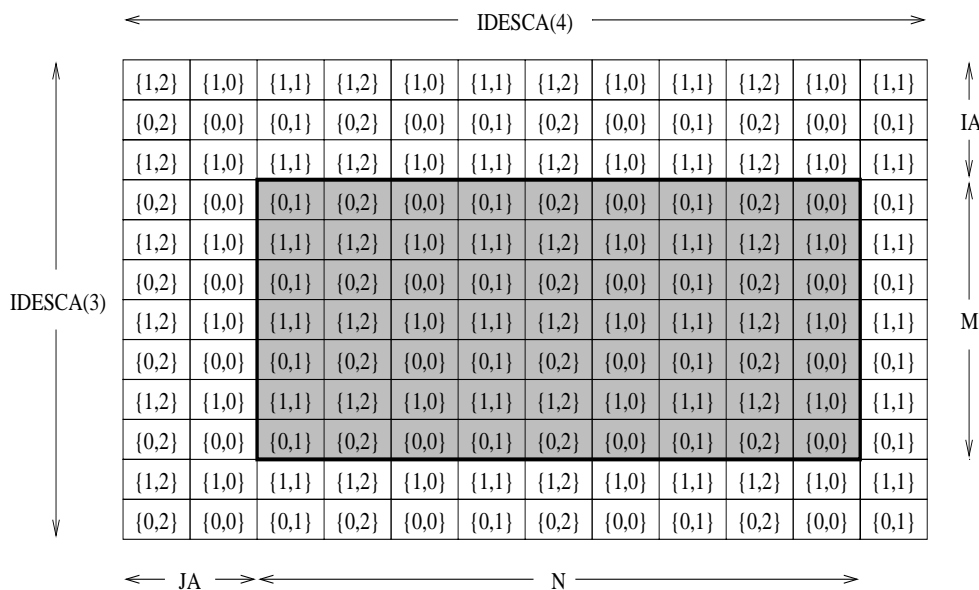 IDESCA(4)
{1,2} {1,0} {1,1} {1,2} {1,0} {1,1} {1,2} {1,0} {1,1} {1,2} {1,0} {1,1}
{0,2} {0,0} {0,1} {0,2} {0,0} {0,1} {0,2} {0,0} {0,1} {0,2} {0,0} {0,1} IA
{1,2} {1,0} {1,1} {1,2} {1,0} {1,1} {1,2} {1,0} {1,1} {1,2} {1,0} {1,1}
{0,2} {0,0} {0,1} {0,2} {0,0} {0,1} {0,2} {0,0} {0,1} {0,2} {0,0} {0,1}
{1,2} {1,0} {1,1} {1,2} {1,0} {1,1} {1,2} {1,0} {1,1} {1,2} {1,0} {1,1}
{0,2} {0,0} {0,1} {0,2} {0,0} {0,1} {0,2} {0,0} {0,1} {0,2} {0,0} {0,1}
IDESCA(3) {1,2} {1,0} {1,1} {1,2} {1,0} {1,1} {1,2} {1,0} {1,1} {1,2} {1,0} {1,1} M
{0,2} {0,0} {0,1} {0,2} {0,0} {0,1} {0,2} {0,0} {0,1} {0,2} {0,0} {0,1}
{1,2} {1,0} {1,1} {1,2} {1,0} {1,1} {1,2} {1,0} {1,1} {1,2} {1,0} {1,1}
{0,2} {0,0} {0,1} {0,2} {0,0} {0,1} {0,2} {0,0} {0,1} {0,2} {0,0} {0,1}
{1,2} {1,0} {1,1} {1,2} {1,0} {1,1} {1,2} {1,0} {1,1} {1,2} {1,0} {1,1}
{0,2} {0,0} {0,1} {0,2} {0,0} {0,1} {0,2} {0,0} {0,1} {0,2} {0,0} {0,1}
JA N